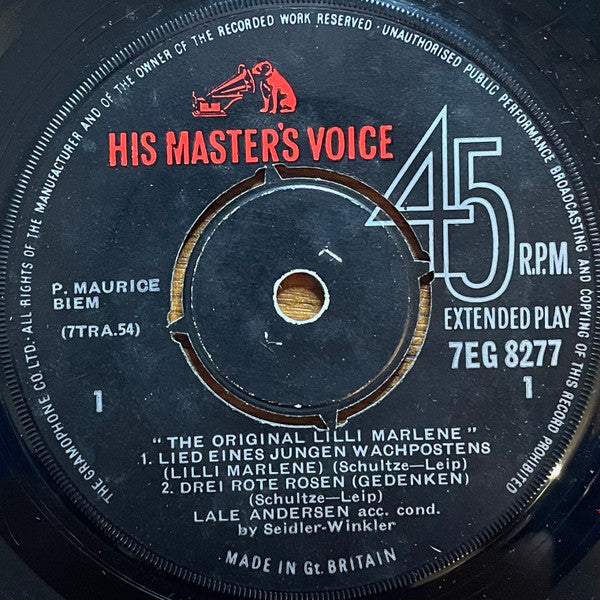 THE GRAMOPHONE CO. LTD. · ALL RIGHTS OF THE MANUFACTURER AND OF THE OWNER OF THE RECORDED WORK RESERVED · UNAUTHORISED PUBLIC PERFORMANCE BROADCASTING AND COPYING OF THIS RECORD PROHIBITED
HIS MASTER'S VOICE
45
R.P.M.
EXTENDED PLAY
7EG 8277
1
P. MAURICE
BIEM
(7TRA.54)
1
"THE ORIGINAL LILLI MARLENE"
1. LIED EINES JUNGEN WACHPOSTENS
(LILLI MARLENE) (Schultze—Leip)
2. DREI ROTE ROSEN (GEDENKEN)
(Schultze—Leip)
LALE ANDERSEN acc. cond.
by Seidler-Winkler
MADE IN Gt. BRITAIN